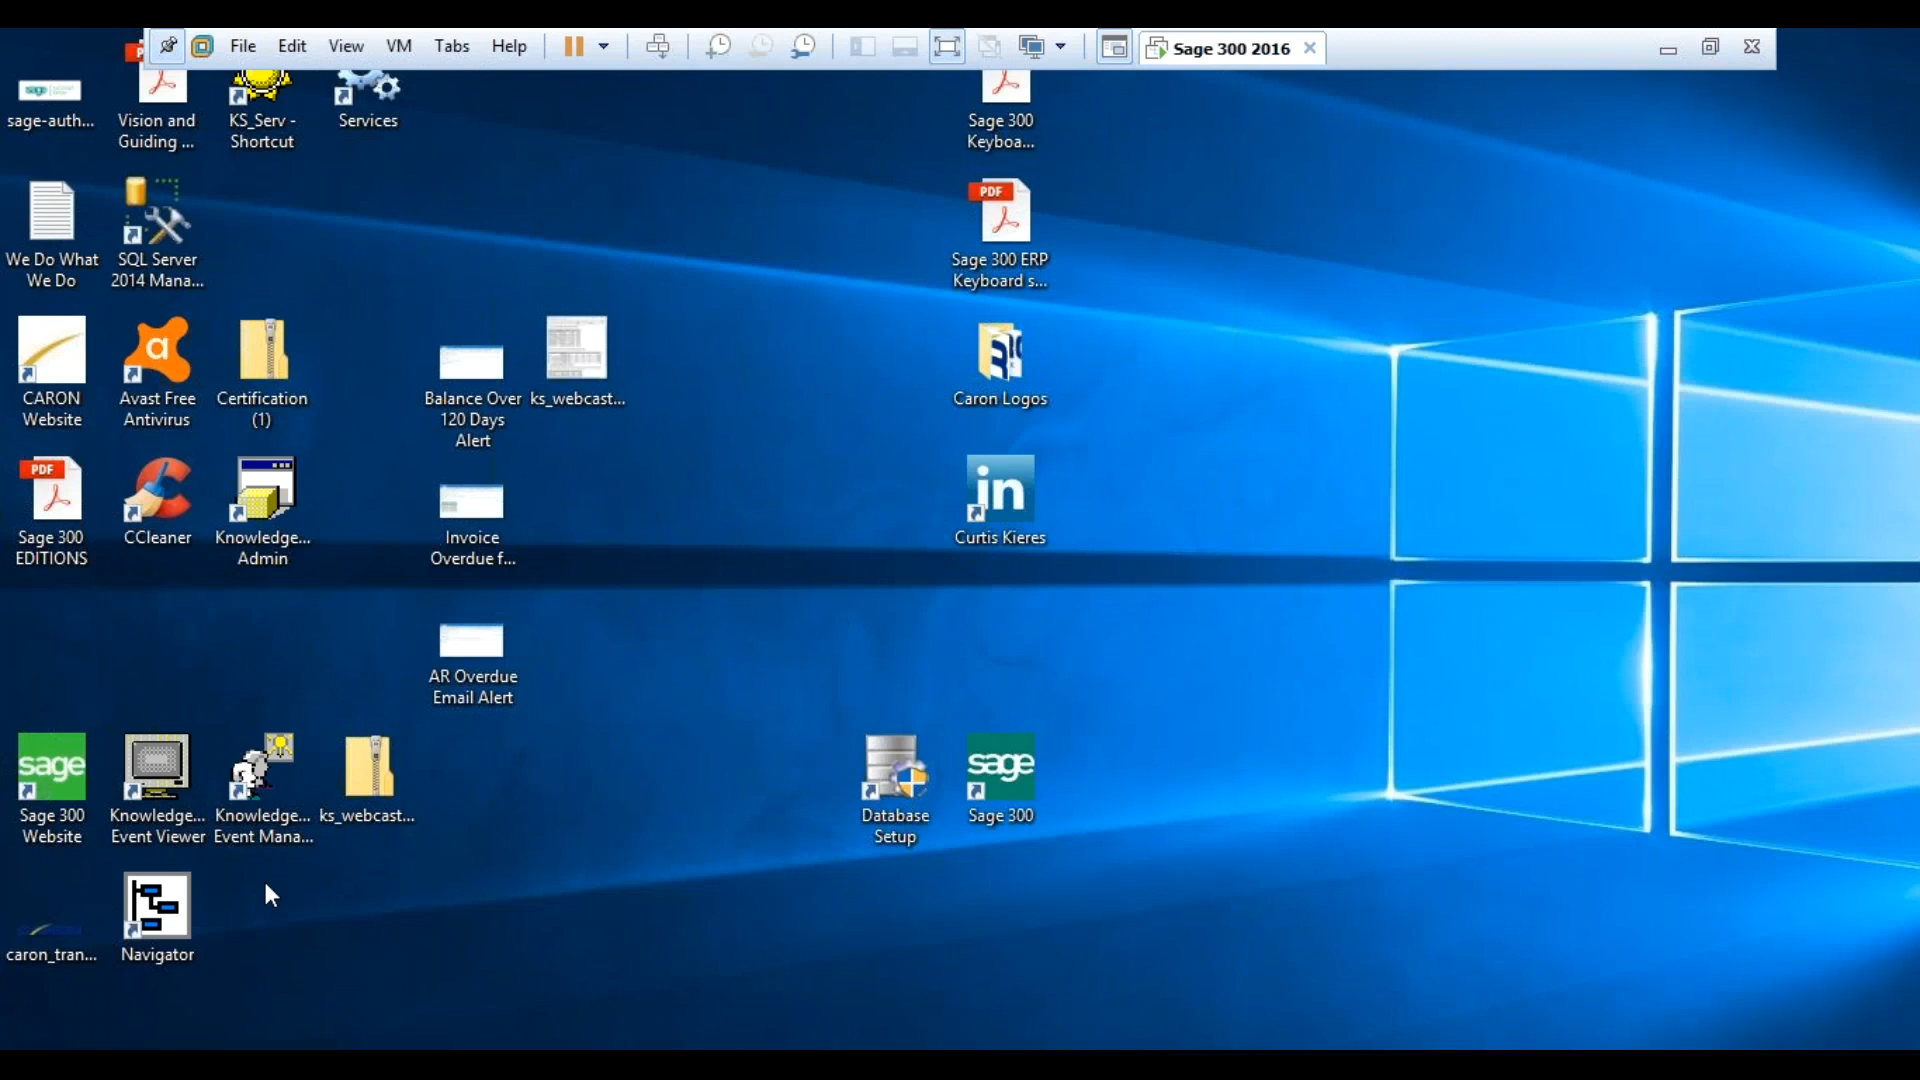 File Edit View VM Tabs Help
Sage 300 2016
sage-auth...
Vision and
Guiding ...
KS_Serv -
Shortcut
Services
Sage 300
Keyboa...
We Do What
We Do
SQL Server
2014 Mana...
PDF
Sage 300 ERP
Keyboard s...
CARON
Website
a
Avast Free
Antivirus
Certification
(1)
Balance Over
120 Days
Alert
ks_webcast...
Caron Logos
PDF
Sage 300
EDITIONS
CCleaner
Knowledge...
Admin
Invoice
Overdue f...
in
Curtis Kieres
AR Overdue
Email Alert
sage
Sage 300
Website
Knowledge...
Event Viewer
Knowledge...
Event Mana...
ks_webcast...
Database
Setup
sage
Sage 300
caron_tran...
Navigator